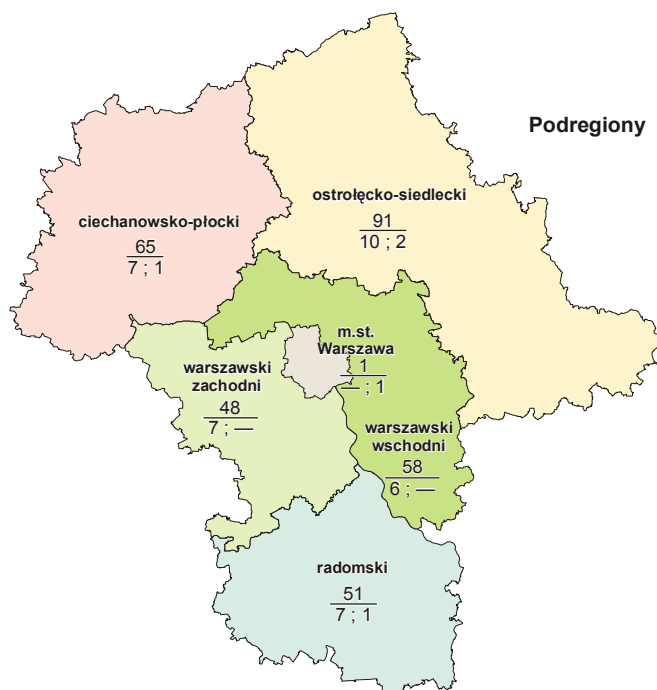 Podregiony
ostrołęcko-siedlecki
91
10 ; 2
ciechanowsko-płocki
65
7 ; 1
m.st.
Warszawa
1
— ; 1
warszawski
zachodni
48
7 ; —
warszawski
wschodni
58
6 ; —
radomski
51
7 ; 1